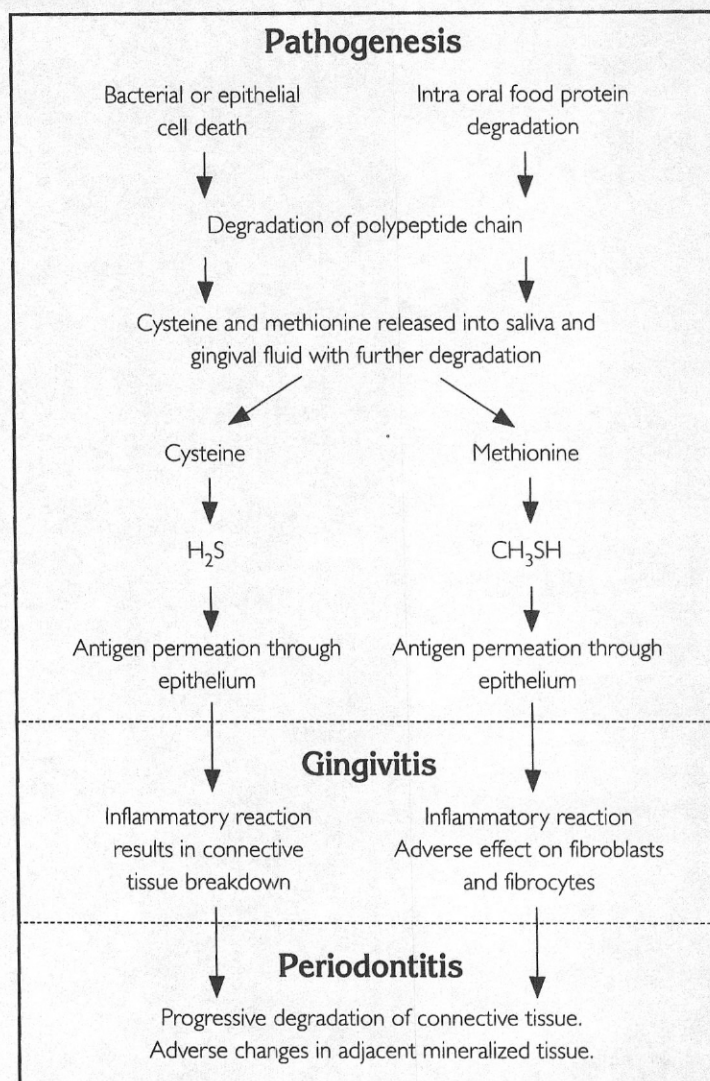 Pathogenesis
Bacterial or epithelial
cell death
Intra oral food protein
degradation
Degradation of polypeptide chain
Cysteine and methionine released into saliva and
gingival fluid with further degradation
Cysteine
Methionine
H₂S
CH₃SH
Antigen permeation through
epithelium
Antigen permeation through
epithelium
Gingivitis
Inflammatory reaction
results in connective
tissue breakdown
Inflammatory reaction
Adverse effect on fibroblasts
and fibrocytes
Periodontitis
Progressive degradation of connective tissue.
Adverse changes in adjacent mineralized tissue.